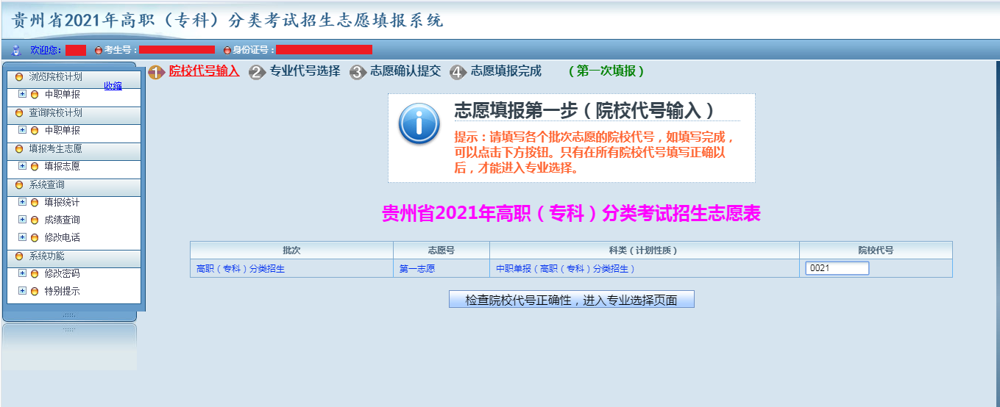 贵州省2021年高职（专科）分类考试招生志愿填报系统
欢迎您： 考生号： 身份证号：
浏览院校计划
收缩
中职单报
查询院校计划
中职单报
填报考生志愿
填报志愿
系统查询
填报统计
成绩查询
修改电话
系统功能
修改密码
特别提示
1 院校代号输入 2 专业代号选择 3 志愿确认提交 4 志愿填报完成 （第一次填报）
志愿填报第一步（院校代号输入）
提示：请填写各个批次志愿的院校代号，如填写完成，
可以点击下方按钮。只有在所有院校代号填写正确以
后，才能进入专业选择。
贵州省2021年高职（专科）分类考试招生志愿表
批次 志愿号 科类（计划性质） 院校代号
高职（专科）分类招生 第一志愿 中职单报（高职（专科）分类招生） 0021
检查院校代号正确性，进入专业选择页面